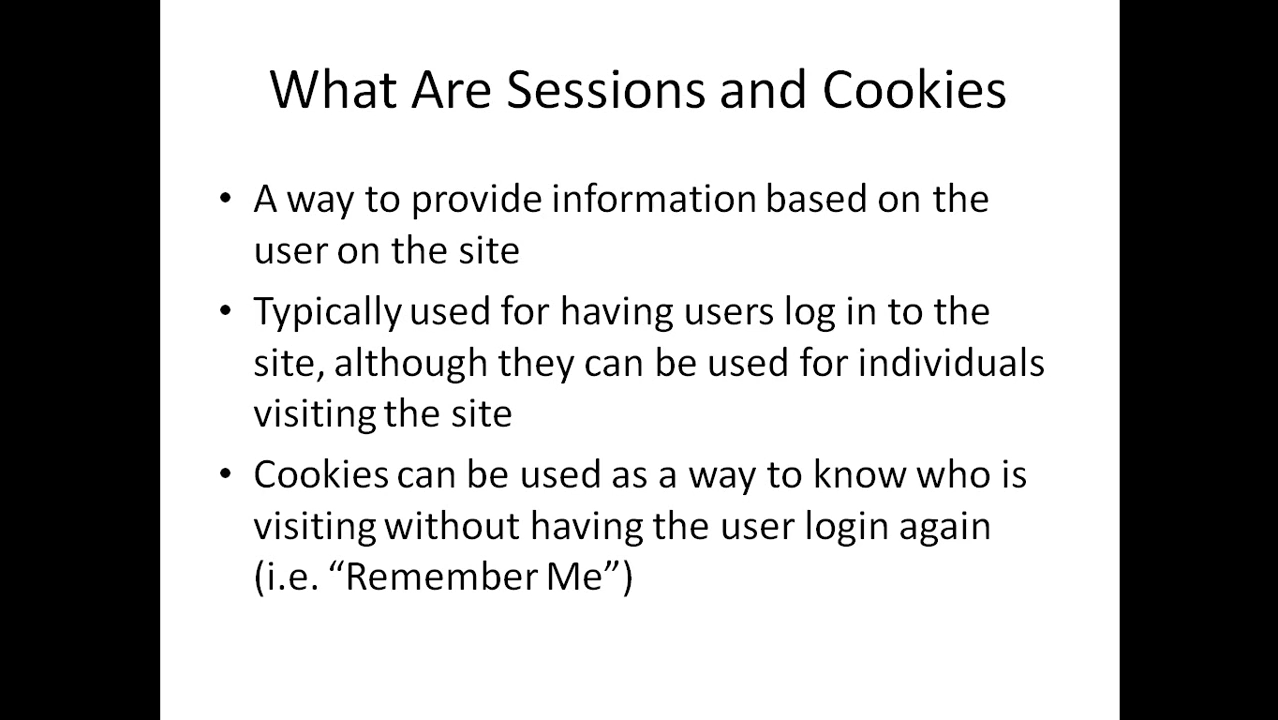 What Are Sessions and Cookies
• A way to provide information based on the
user on the site
• Typically used for having users log in to the
site, although they can be used for individuals
visiting the site
• Cookies can be used as a way to know who is
visiting without having the user login again
(i.e. “Remember Me”)